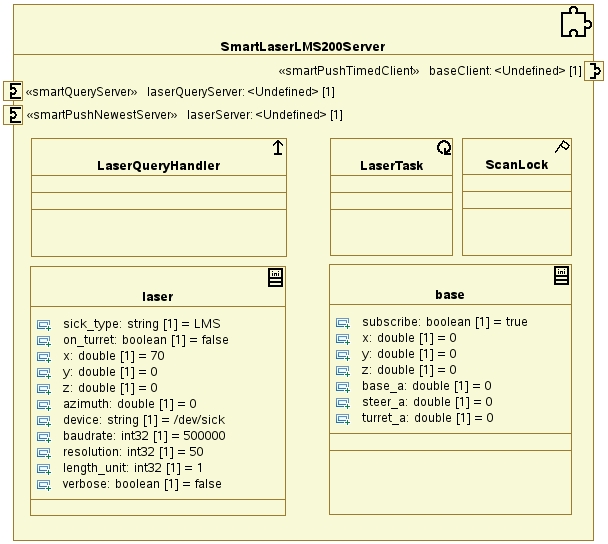 SmartLaserLMS200Server
«smartPushTimedClient» baseClient: <Undefined> [1]
«smartQueryServer» laserQueryServer: <Undefined> [1]
«smartPushNewestServer» laserServer: <Undefined> [1]
LaserQueryHandler
LaserTask
ScanLock
ini
laser
sick_type: string [1] = LMS
on_turret: boolean [1] = false
x: double [1] = 70
y: double [1] = 0
z: double [1] = 0
azimuth: double [1] = 0
device: string [1] = /dev/sick
baudrate: int32 [1] = 500000
resolution: int32 [1] = 50
length_unit: int32 [1] = 1
verbose: boolean [1] = false
ini
base
subscribe: boolean [1] = true
x: double [1] = 0
y: double [1] = 0
z: double [1] = 0
base_a: double [1] = 0
steer_a: double [1] = 0
turret_a: double [1] = 0